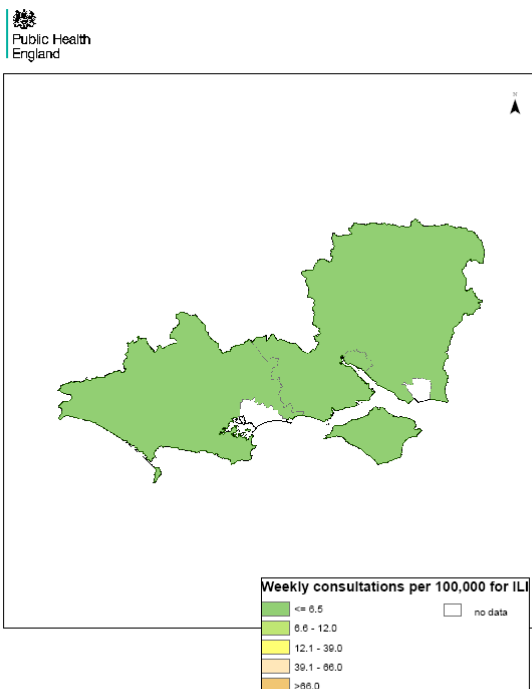 Public Health
England
N
Weekly consultations per 100,000 for ILI
<= 6.5
no data
6.6 - 12.0
12.1 - 39.0
39.1 - 66.0
>66.0